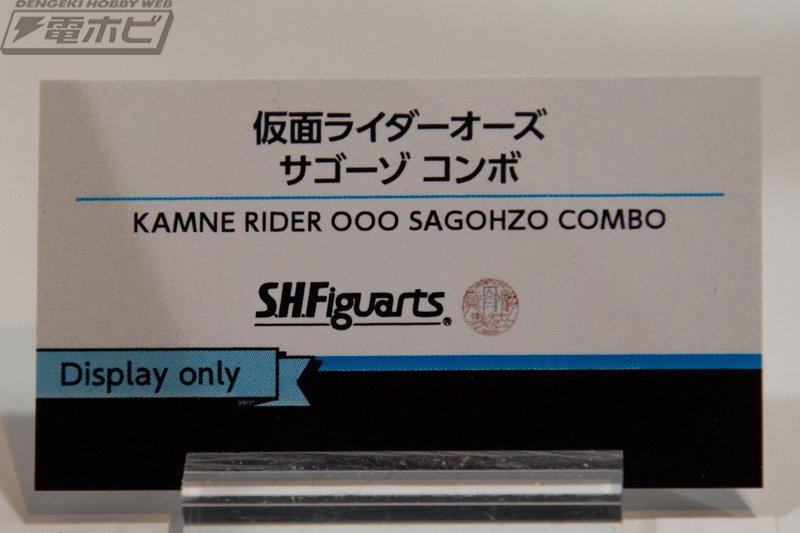 DENGEKI HOBBY WEB
電ホビ
仮面ライダーオーズ
サゴーゾ コンボ
KAMNE RIDER OOO SAGOHZO COMBO
S.H.Figuarts®
Display only